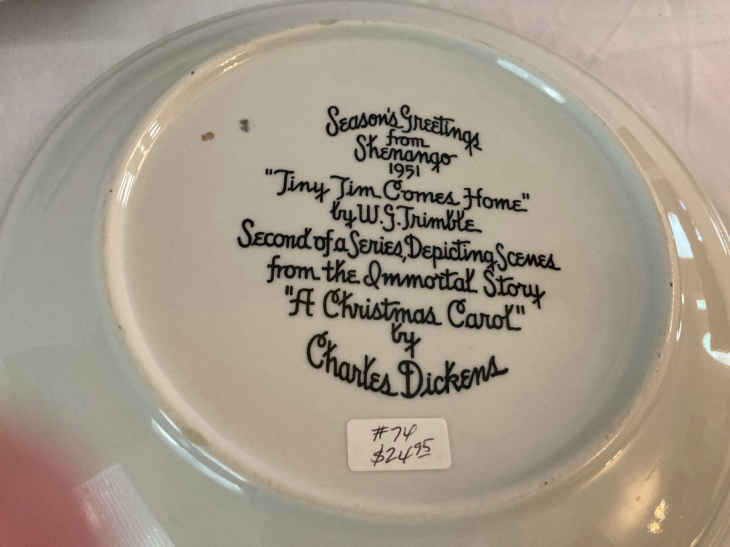 Season's Greetings
from
Shenango
1951
"Tiny Tim Comes Home"
by W.G. Trimble
Second of a Series, Depicting Scenes
from the Immortal Story
"A Christmas Carol"
by
Charles Dickens
#74
$24.95